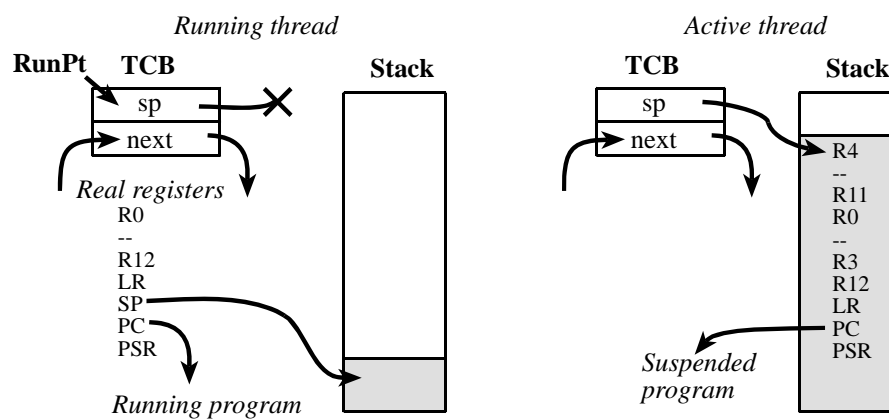 Running thread
RunPt
TCB
Stack
sp
next
Real registers
R0
--
R12
LR
SP
PC
PSR
Running program
Active thread
TCB
Stack
sp
next
R4
--
R11
R0
--
R3
R12
LR
PC
PSR
Suspended
program